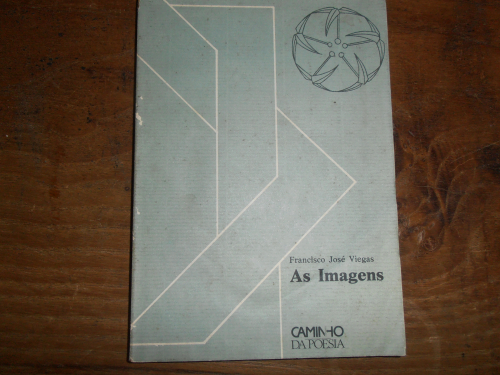 Francisco José Viegas
As Imagens
CAMINHO
DA POESIA